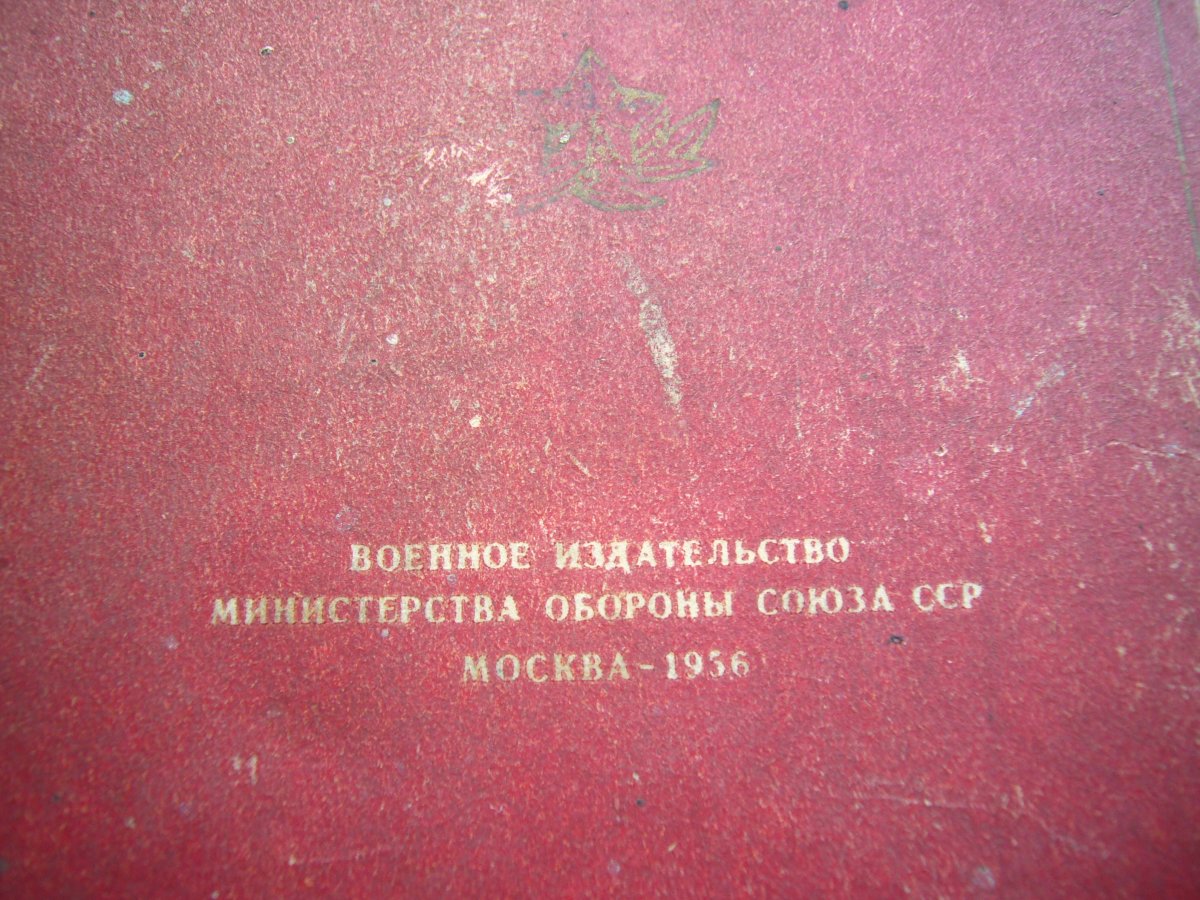 ВОЕННОЕ ИЗДАТЕЛЬСТВО
МИНИСТЕРСТВА ОБОРОНЫ СОЮЗА ССР
МОСКВА – 1956